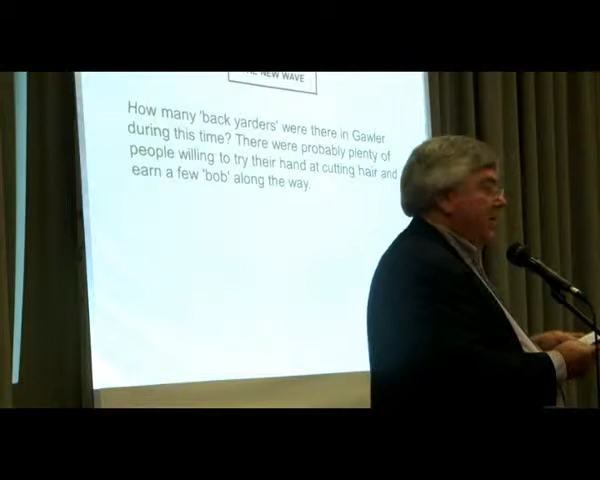 THE NEW WAVE
How many 'back yarders' were there in Gawler
during this time? There were probably plenty of
people willing to try their hand at cutting hair and
earn a few 'bob' along the way.